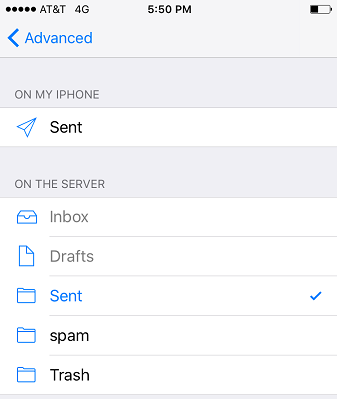 AT&T 4G 5:50 PM
Advanced
ON MY IPHONE
Sent
ON THE SERVER
Inbox
Drafts
Sent
spam
Trash